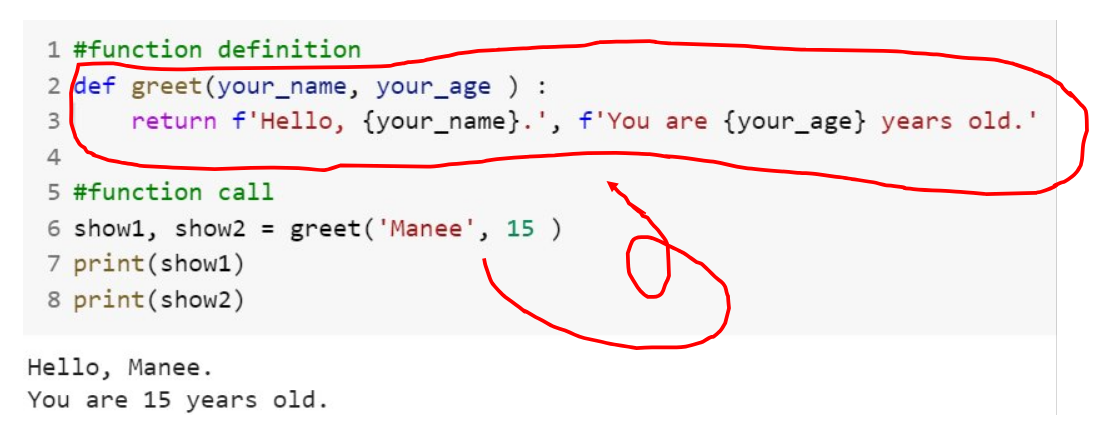 1 #function definition
2 def greet(your_name, your_age ) :
3     return f'Hello, {your_name}.', f'You are {your_age} years old.'
4
5 #function call
6 show1, show2 = greet('Manee', 15 )
7 print(show1)
8 print(show2)
Hello, Manee.
You are 15 years old.